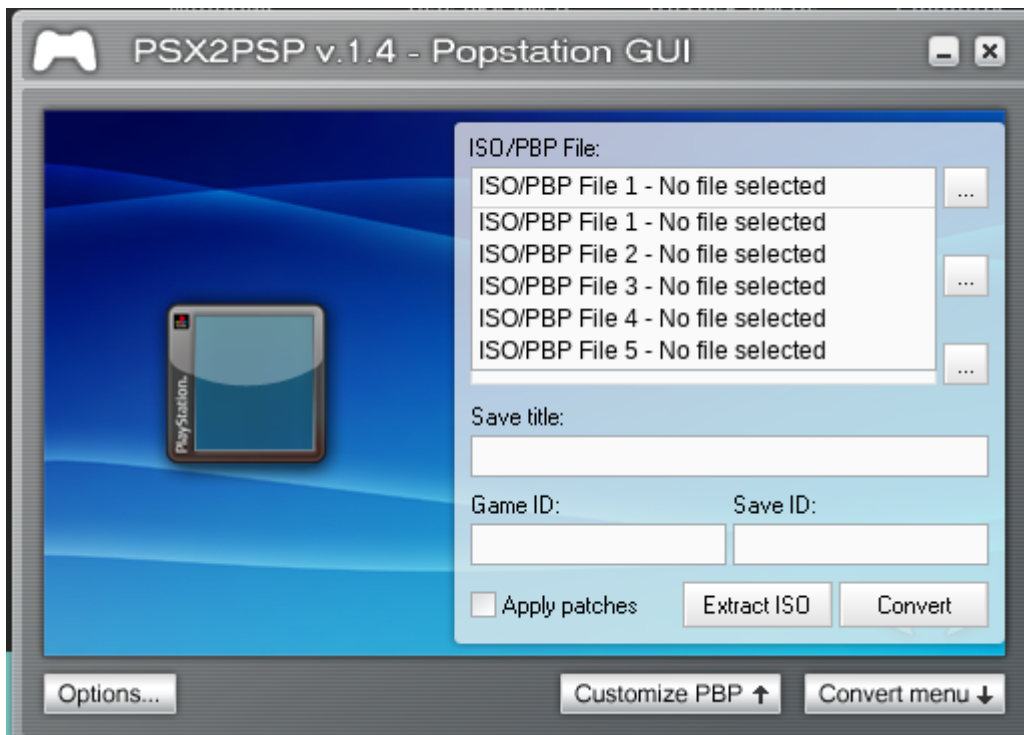 PSX2PSP v.1.4 - Popstation GUI
ISO/PBP File:
ISO/PBP File 1 - No file selected
...
ISO/PBP File 1 - No file selected
ISO/PBP File 2 - No file selected
ISO/PBP File 3 - No file selected
...
ISO/PBP File 4 - No file selected
ISO/PBP File 5 - No file selected
...
PlayStation.
Save title:
Game ID: Save ID:
Apply patches Extract ISO Convert
Options... Customize PBP ↑ Convert menu ↓